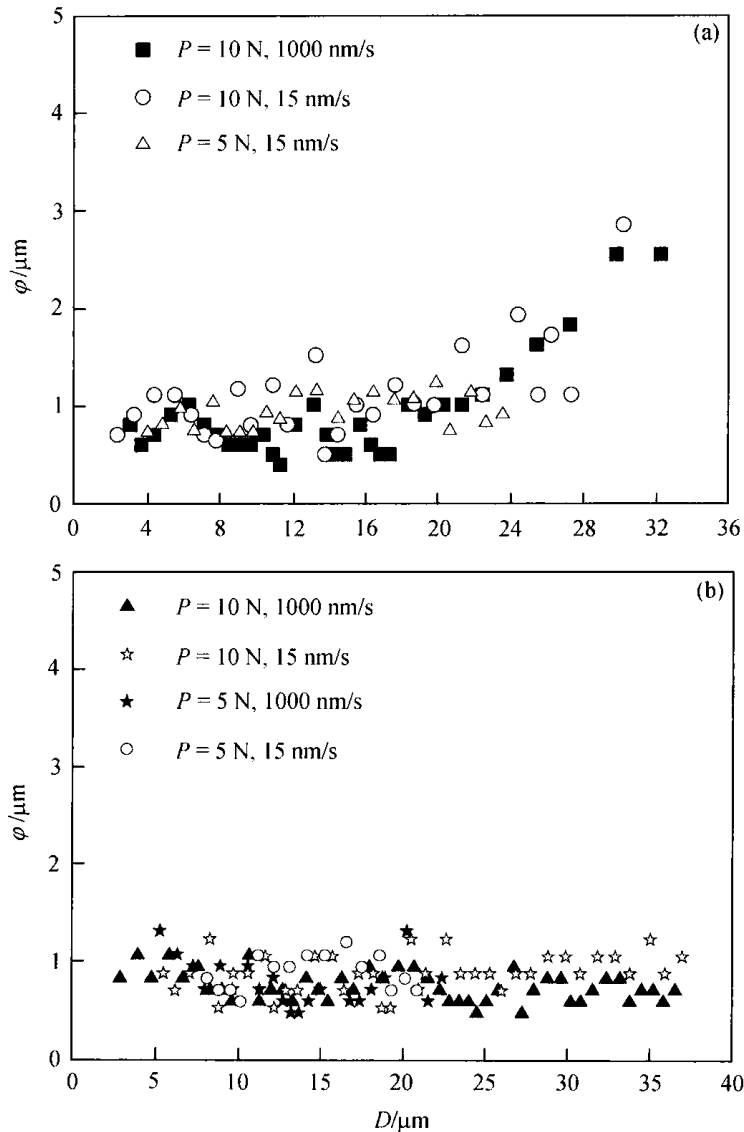 5
(a)
■ P = 10 N, 1000 nm/s
4
○ P = 10 N, 15 nm/s
△ P = 5 N, 15 nm/s
3
φ/μm
2
1
0
0 4 8 12 16 20 24 28 32 36
5
(b)
▲ P = 10 N, 1000 nm/s
☆ P = 10 N, 15 nm/s
4
★ P = 5 N, 1000 nm/s
○ P = 5 N, 15 nm/s
3
φ/μm
2
1
0
0 5 10 15 20 25 30 35 40
D/μm